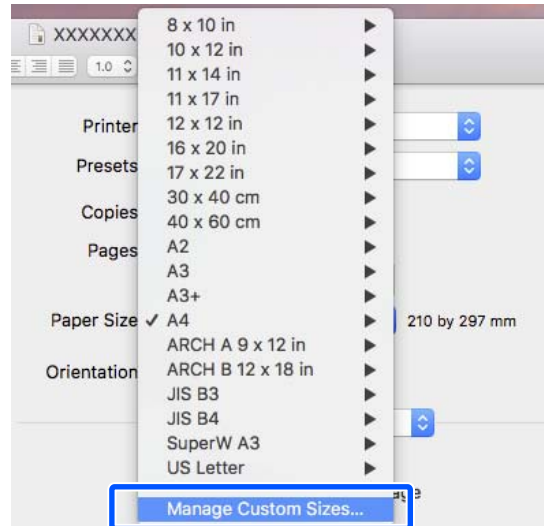 XXXXXXX
1.0
8 x 10 in
10 x 12 in
11 x 14 in
11 x 17 in
Printer
12 x 12 in
16 x 20 in
Presets
17 x 22 in
30 x 40 cm
Copies
40 x 60 cm
Pages
A2
A3
A3+
Paper Size ✓ A4 210 by 297 mm
ARCH A 9 x 12 in
Orientation
ARCH B 12 x 18 in
JIS B3
JIS B4
SuperW A3
US Letter
Manage Custom Sizes...